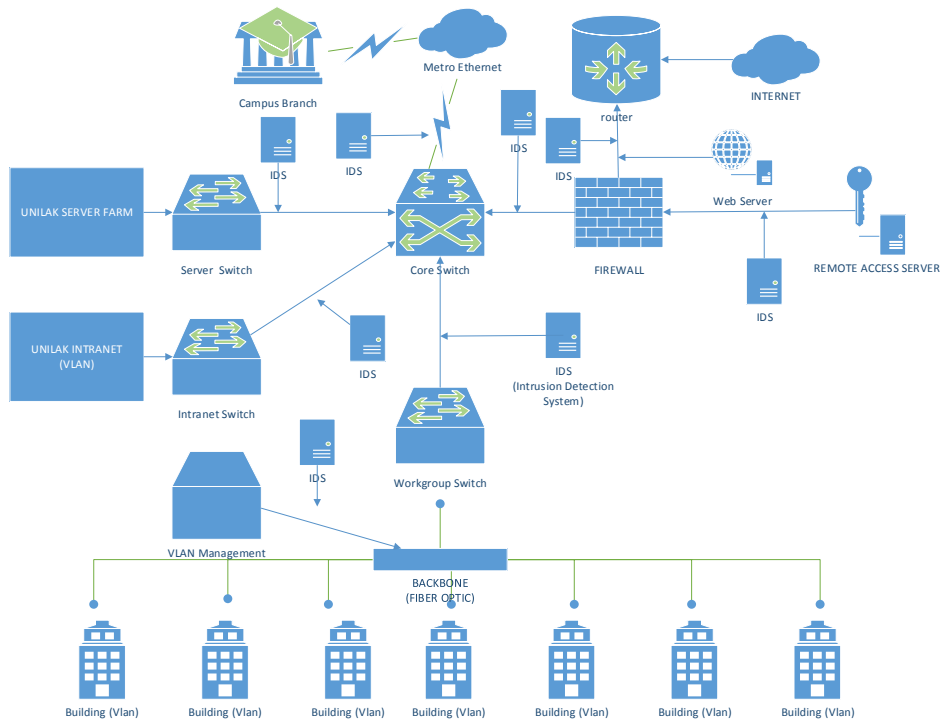 Metro Ethernet
Campus Branch
INTERNET
router
IDS
IDS
IDS
IDS
Web Server
UNILAK SERVER FARM
Server  Switch
Core Switch
FIREWALL
REMOTE ACCESS SERVER
IDS
UNILAK INTRANET
(VLAN)
Intranet Switch
IDS
IDS
(Intrusion Detection
System)
IDS
Workgroup Switch
VLAN Management
BACKBONE
(FIBER OPTIC)
Building (Vlan)
Building (Vlan)
Building (Vlan)
Building (Vlan)
Building (Vlan)
Building (Vlan)
Building (Vlan)